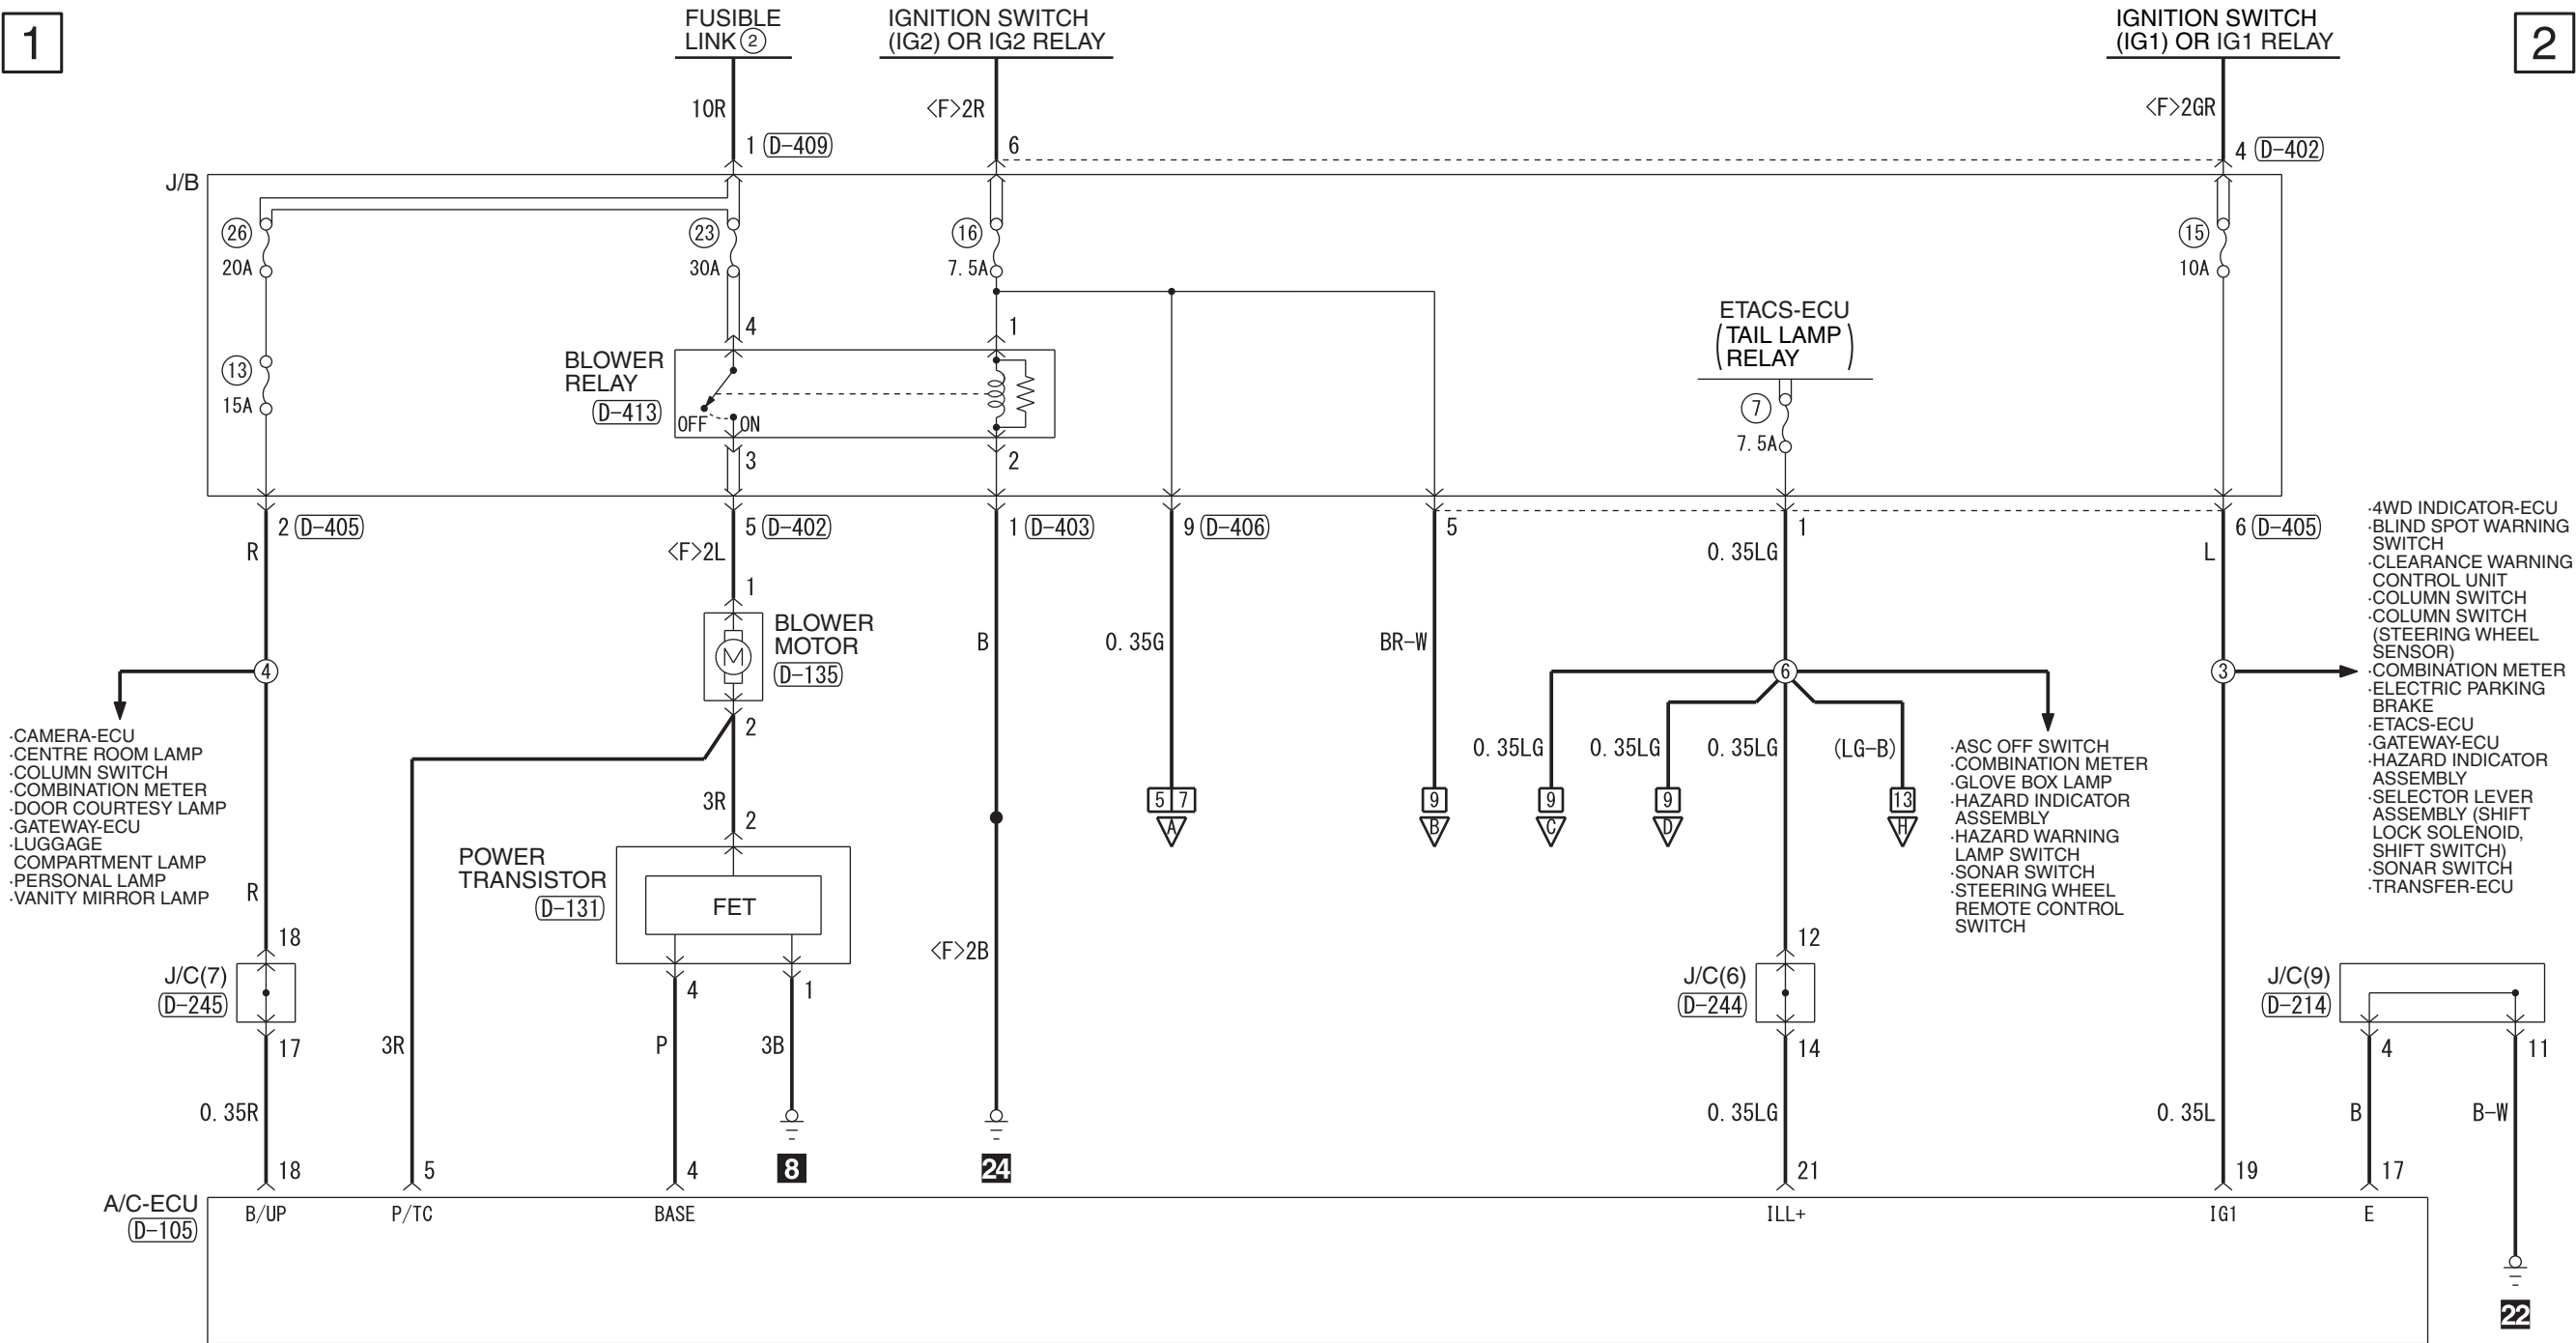 1
FUSIBLE
LINK 2
IGNITION SWITCH
(IG2) OR IG2 RELAY
IGNITION SWITCH
(IG1) OR IG1 RELAY
2
10R
<F>2R
<F>2GR
1 D-409
6
4 D-402
J/B
26
20A
23
30A
16
7.5A
15
10A
13
15A
4
1
BLOWER
RELAY
D-413
OFF
ON
3
2
ETACS-ECU
(TAIL LAMP
RELAY)
7
7.5A
2 D-405
5 D-402
1 D-403
9 D-406
5
1
6 D-405
R
<F>2L
0.35LG
L
1
BLOWER
MOTOR
D-135
M
2
B
0.35G
BR-W
4
6
3
·CAMERA-ECU
·CENTRE ROOM LAMP
·COLUMN SWITCH
·COMBINATION METER
·DOOR COURTESY LAMP
·GATEWAY-ECU
·LUGGAGE
COMPARTMENT LAMP
·PERSONAL LAMP
·VANITY MIRROR LAMP
·4WD INDICATOR-ECU
·BLIND SPOT WARNING
SWITCH
·CLEARANCE WARNING
CONTROL UNIT
·COLUMN SWITCH
·COLUMN SWITCH
(STEERING WHEEL
SENSOR)
·COMBINATION METER
·ELECTRIC PARKING
BRAKE
·ETACS-ECU
·GATEWAY-ECU
·HAZARD INDICATOR
ASSEMBLY
·SELECTOR LEVER
ASSEMBLY (SHIFT
LOCK SOLENOID,
SHIFT SWITCH)
·SONAR SWITCH
·TRANSFER-ECU
0.35LG
0.35LG
0.35LG
(LG-B)
·ASC OFF SWITCH
·COMBINATION METER
·GLOVE BOX LAMP
·HAZARD INDICATOR
ASSEMBLY
·HAZARD WARNING
LAMP SWITCH
·SONAR SWITCH
·STEERING WHEEL
REMOTE CONTROL
SWITCH
5 7
A
9
B
9
C
9
D
13
H
3R
2
POWER
TRANSISTOR
D-131
FET
4
1
R
18
J/C(7)
D-245
17
3R
P
3B
<F>2B
12
J/C(6)
D-244
14
J/C(9)
D-214
4
11
0.35R
0.35LG
0.35L
B
B-W
18
5
4
8
24
21
19
17
A/C-ECU
D-105
B/UP
P/TC
BASE
ILL+
IG1
E
22